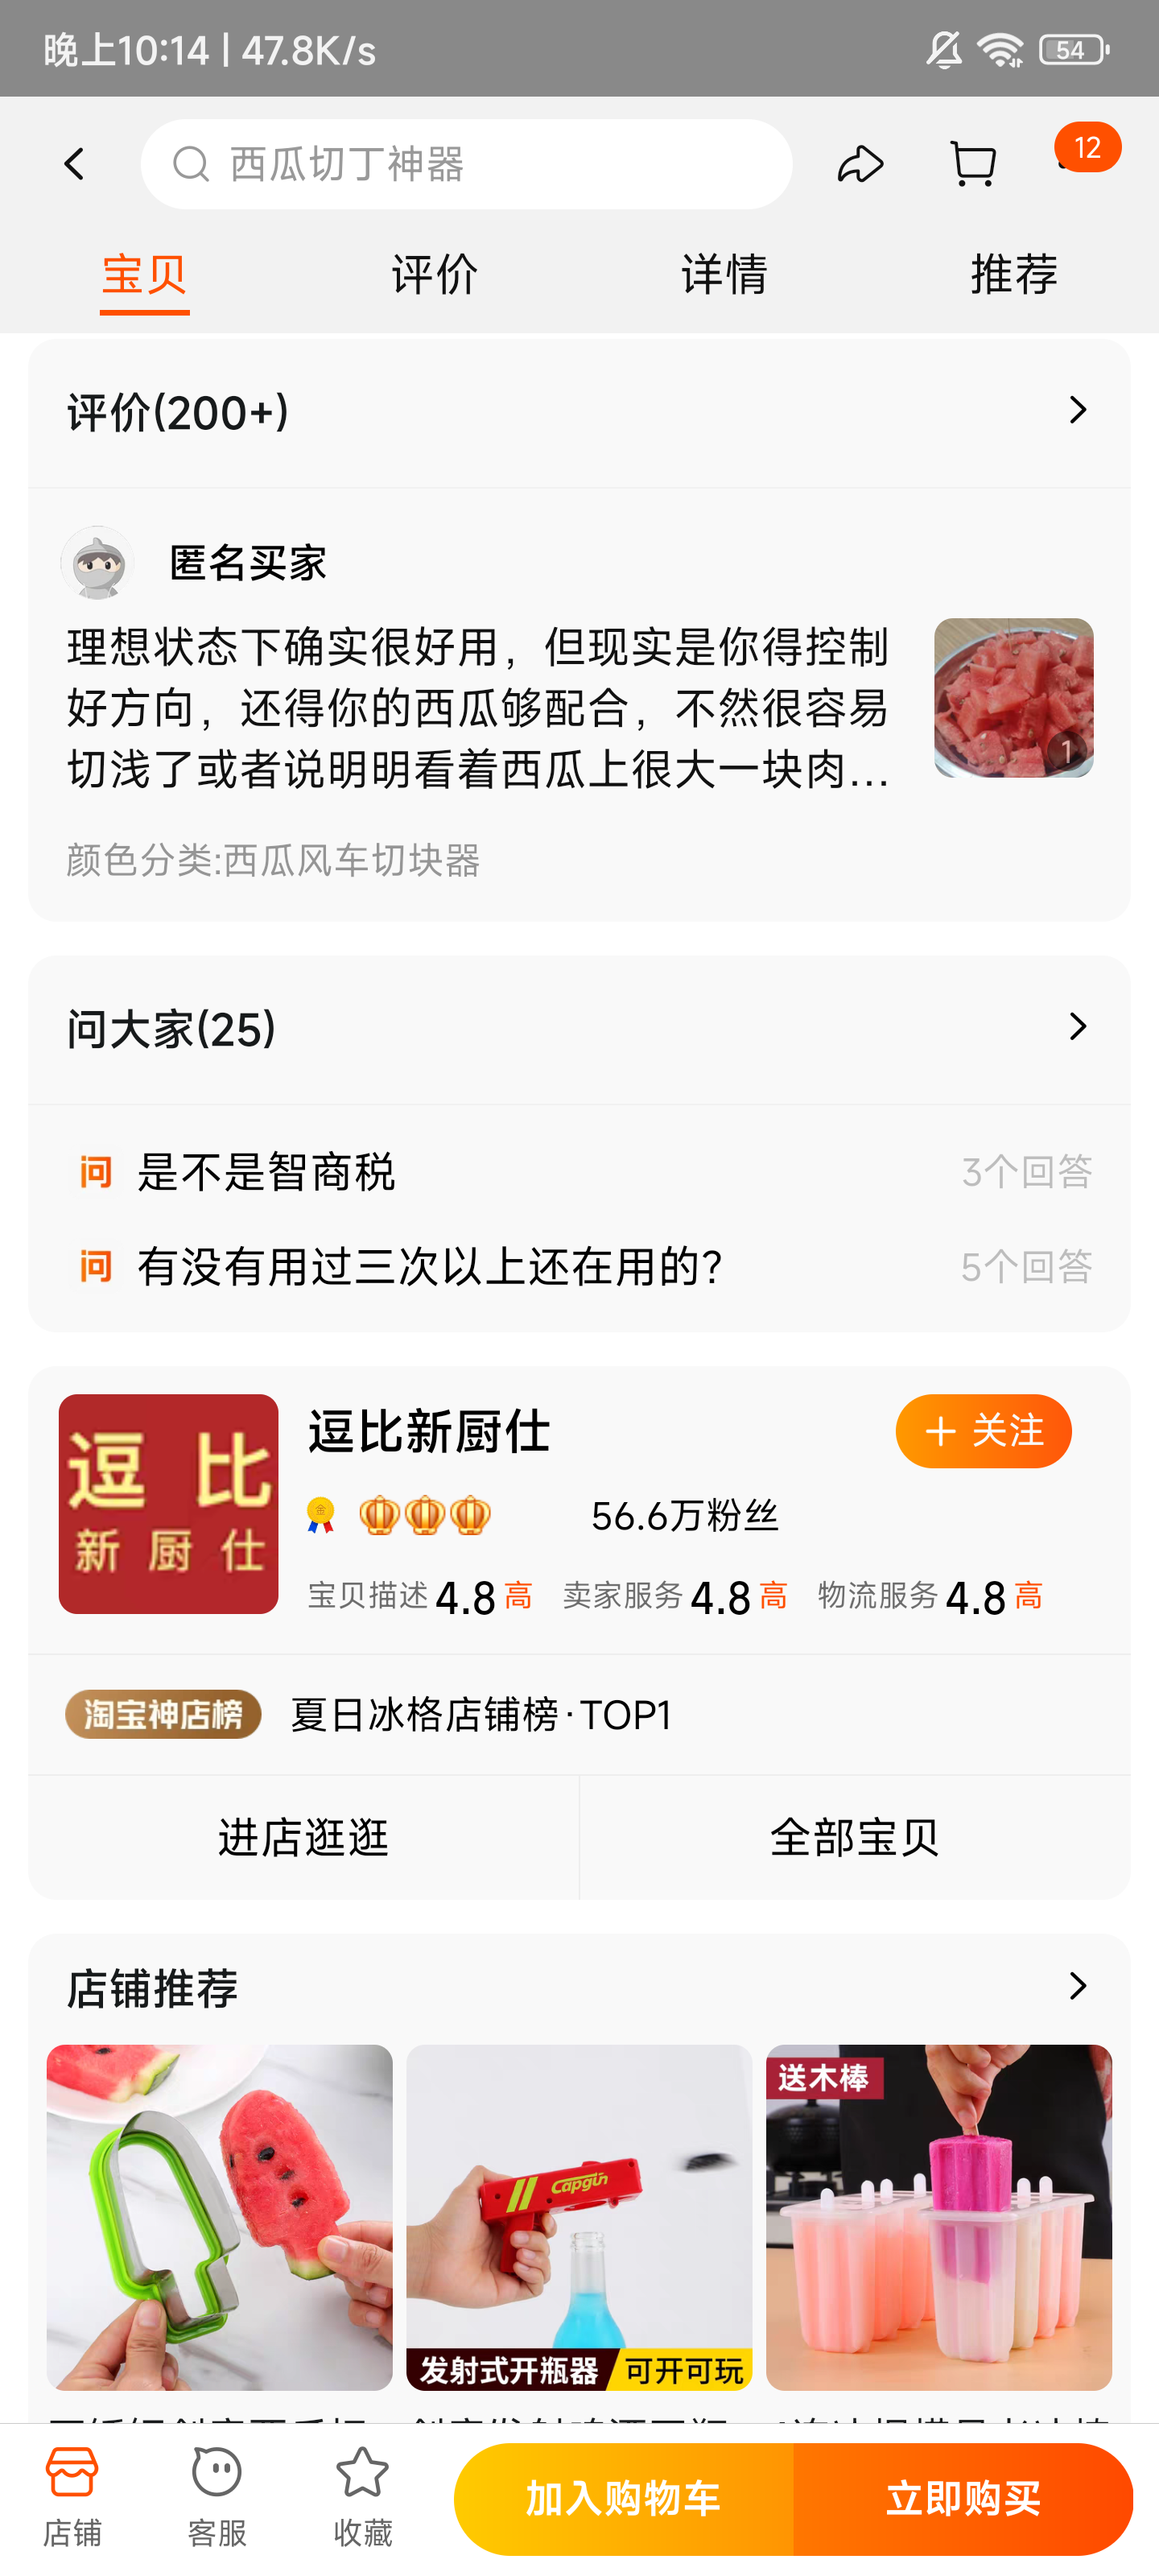 晚上10:14 | 47.8K/s
54
西瓜切丁神器
12
宝贝
评价
详情
推荐
评价(200+)
匿名买家
理想状态下确实很好用，但现实是你得控制
好方向，还得你的西瓜够配合，不然很容易
切浅了或者说明明看着西瓜上很大一块肉...
1
颜色分类:西瓜风车切块器
问大家(25)
问 是不是智商税
3个回答
问 有没有用过三次以上还在用的?
5个回答
逗比
新厨仕
逗比新厨仕
+ 关注
56.6万粉丝
宝贝描述 4.8 高 卖家服务 4.8 高 物流服务 4.8 高
淘宝神店榜 夏日冰格店铺榜·TOP1
进店逛逛
全部宝贝
店铺推荐
Capgun
发射式开瓶器 可开可玩
送木棒
店铺
客服
收藏
加入购物车
立即购买